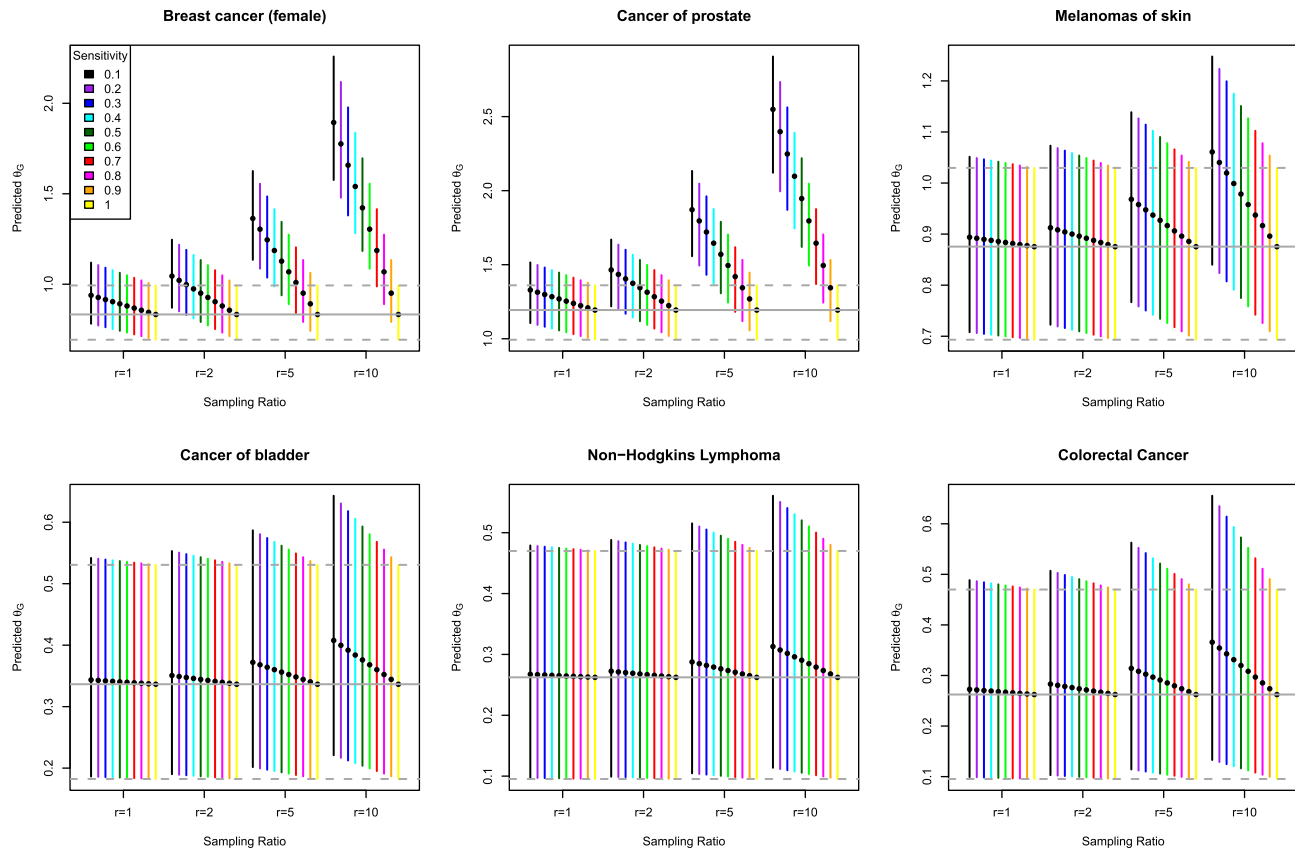 Breast cancer (female)
Sensitivity
0.1
0.2
0.3
0.4
0.5
0.6
0.7
0.8
0.9
1
Predicted θG
2.0
1.5
1.0
r=1 r=2 r=5 r=10
Sampling Ratio
Cancer of prostate
Predicted θG
2.5
2.0
1.5
1.0
r=1 r=2 r=5 r=10
Sampling Ratio
Melanomas of skin
Predicted θG
1.2
1.1
1.0
0.9
0.8
0.7
r=1 r=2 r=5 r=10
Sampling Ratio
Cancer of bladder
Predicted θG
0.6
0.5
0.4
0.3
0.2
r=1 r=2 r=5 r=10
Sampling Ratio
Non−Hodgkins Lymphoma
Predicted θG
0.5
0.4
0.3
0.2
0.1
r=1 r=2 r=5 r=10
Sampling Ratio
Colorectal Cancer
Predicted θG
0.6
0.5
0.4
0.3
0.2
0.1
r=1 r=2 r=5 r=10
Sampling Ratio